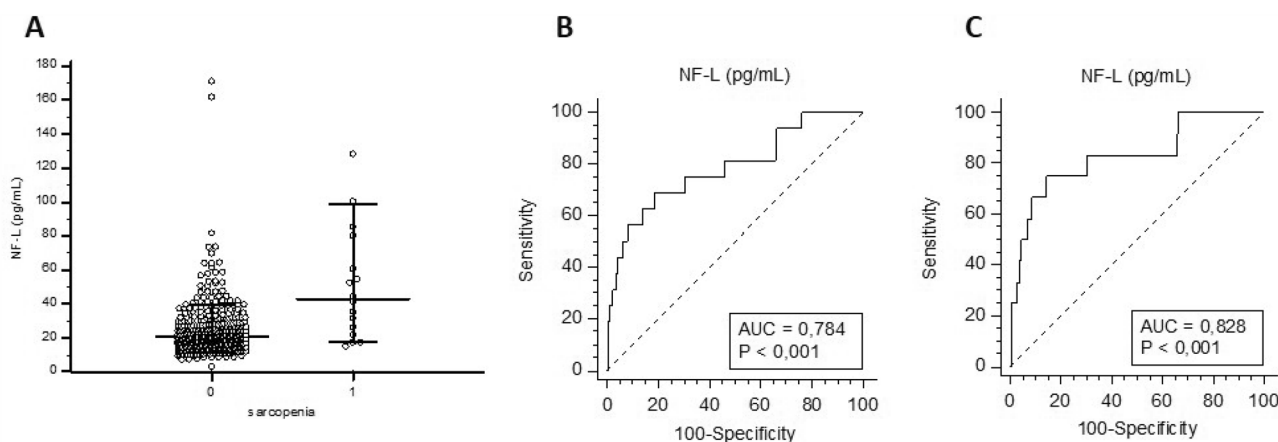 A
NF-L (pg/mL)
180
160
140
120
100
80
60
40
20
0
0 1
sarcopenia
B
NF-L (pg/mL)
Sensitivity
100
80
60
40
20
0
AUC = 0,784
P < 0,001
0 20 40 60 80 100
100-Specificity
C
NF-L (pg/mL)
Sensitivity
100
80
60
40
20
0
AUC = 0,828
P < 0,001
0 20 40 60 80 100
100-Specificity